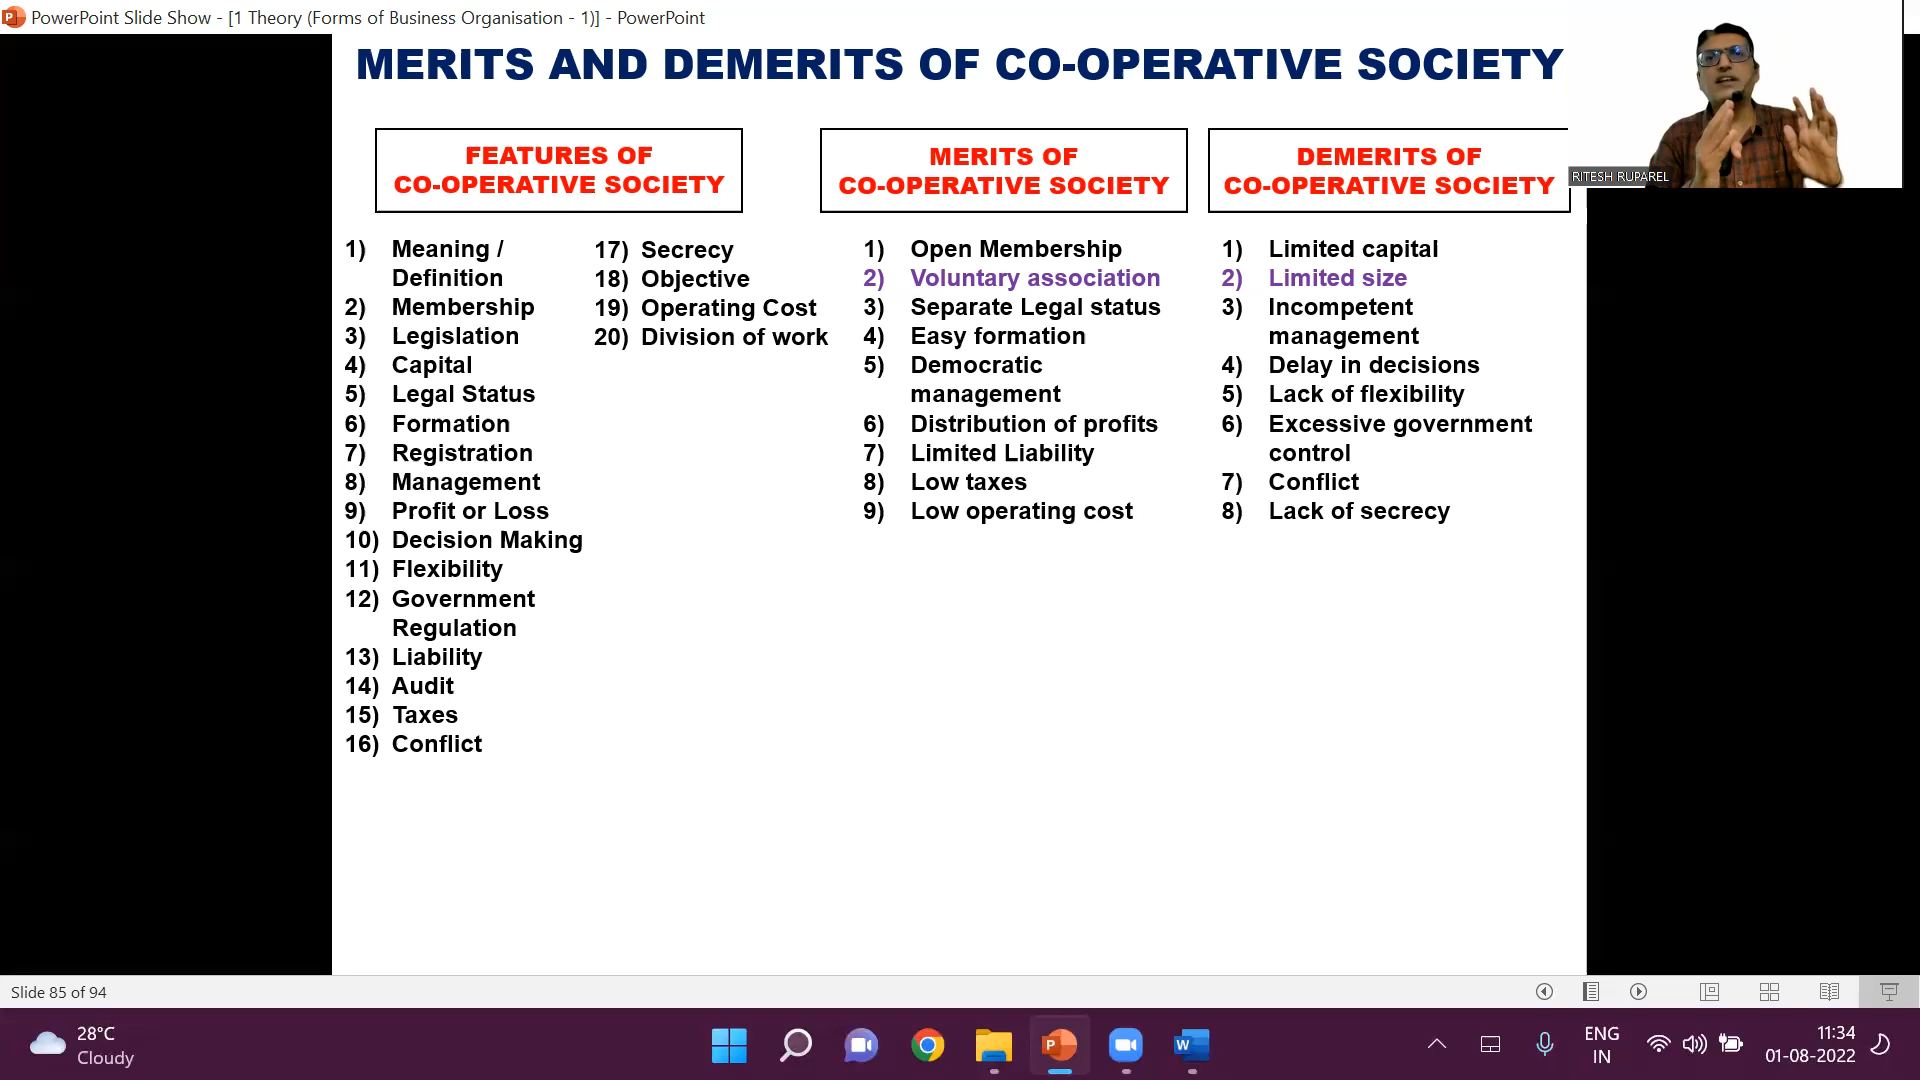 PowerPoint Slide Show - [1 Theory (Forms of Business Organisation - 1)] - PowerPoint
MERITS AND DEMERITS OF CO-OPERATIVE SOCIETY
RITESH RUPAREL
FEATURES OF
CO-OPERATIVE SOCIETY
1) Meaning /
Definition
2) Membership
3) Legislation
4) Capital
5) Legal Status
6) Formation
7) Registration
8) Management
9) Profit or Loss
10) Decision Making
11) Flexibility
12) Government
Regulation
13) Liability
14) Audit
15) Taxes
16) Conflict
17) Secrecy
18) Objective
19) Operating Cost
20) Division of work
MERITS OF
CO-OPERATIVE SOCIETY
1) Open Membership
2) Voluntary association
3) Separate Legal status
4) Easy formation
5) Democratic
management
6) Distribution of profits
7) Limited Liability
8) Low taxes
9) Low operating cost
DEMERITS OF
CO-OPERATIVE SOCIETY
1) Limited capital
2) Limited size
3) Incompetent
management
4) Delay in decisions
5) Lack of flexibility
6) Excessive government
control
7) Conflict
8) Lack of secrecy
Slide 85 of 94
28°C
Cloudy
ENG
IN
11:34
01-08-2022